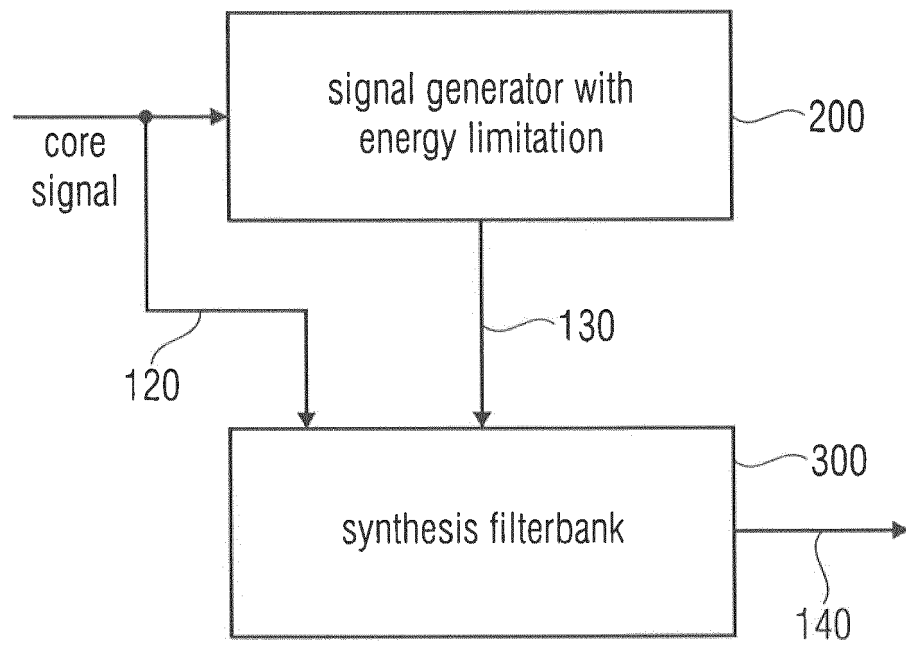 signal generator with
energy limitation
200
core
signal
130
120
300
synthesis filterbank
140